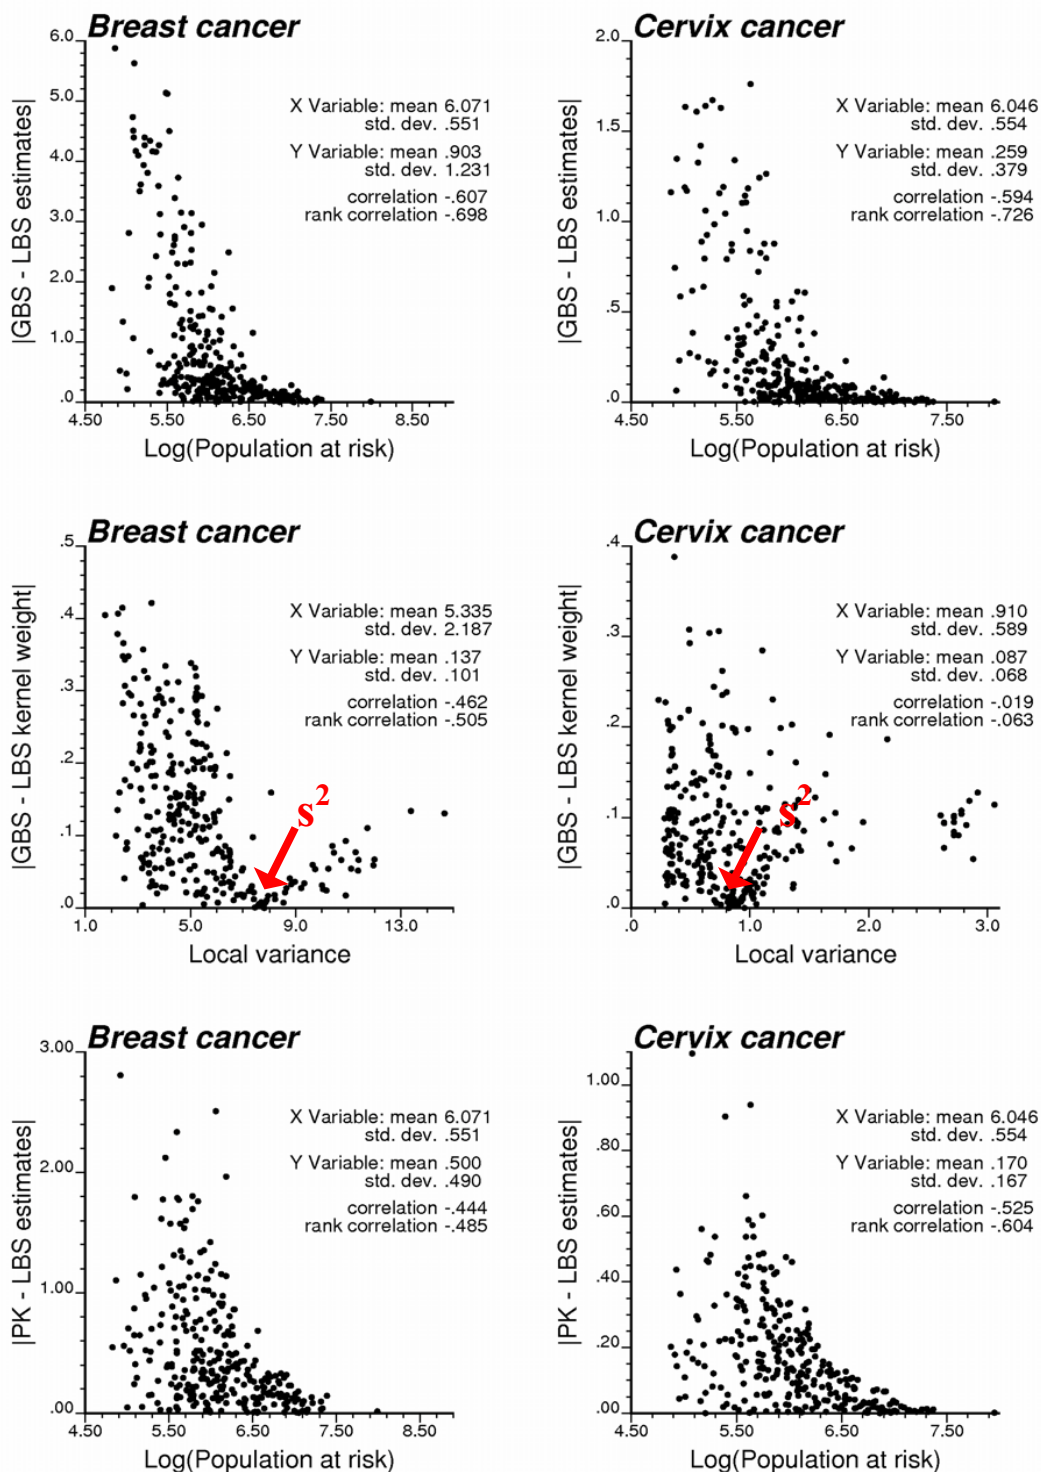 Breast cancer
6.0
5.0
4.0
3.0
2.0
1.0
.0
4.50 5.50 6.50 7.50 8.50
|GBS - LBS estimates|
Log(Population at risk)
X Variable: mean 6.071
std. dev. .551
Y Variable: mean .903
std. dev. 1.231
correlation -.607
rank correlation -.698
Cervix cancer
2.0
1.5
1.0
.5
.0
4.50 5.50 6.50 7.50
|GBS - LBS estimates|
Log(Population at risk)
X Variable: mean 6.046
std. dev. .554
Y Variable: mean .259
std. dev. .379
correlation -.594
rank correlation -.726
Breast cancer
.5
.4
.3
.2
.1
.0
1.0 5.0 9.0 13.0
|GBS - LBS kernel weight|
Local variance
X Variable: mean 5.335
std. dev. 2.187
Y Variable: mean .137
std. dev. .101
correlation -.462
rank correlation -.505
s2
Cervix cancer
.4
.3
.2
.1
.0
.0 1.0 2.0 3.0
|GBS - LBS kernel weight|
Local variance
X Variable: mean .910
std. dev. .589
Y Variable: mean .087
std. dev. .068
correlation -.019
rank correlation -.063
s2
Breast cancer
3.00
2.00
1.00
.00
4.50 5.50 6.50 7.50 8.50
|PK - LBS estimates|
Log(Population at risk)
X Variable: mean 6.071
std. dev. .551
Y Variable: mean .500
std. dev. .490
correlation -.444
rank correlation -.485
Cervix cancer
1.00
.80
.60
.40
.20
.00
4.50 5.50 6.50 7.50
|PK - LBS estimates|
Log(Population at risk)
X Variable: mean 6.046
std. dev. .554
Y Variable: mean .170
std. dev. .167
correlation -.525
rank correlation -.604